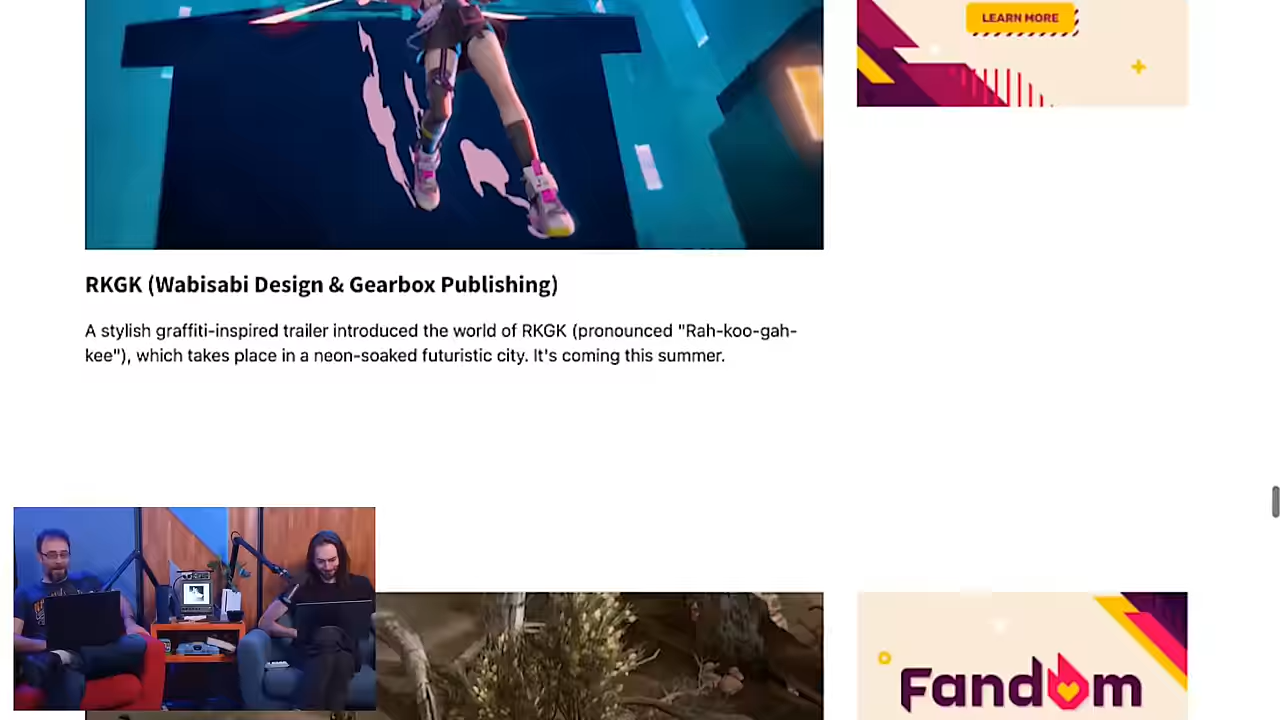 LEARN MORE
RKGK (Wabisabi Design & Gearbox Publishing)
A stylish graffiti-inspired trailer introduced the world of RKGK (pronounced "Rah-koo-gah-
kee"), which takes place in a neon-soaked futuristic city. It's coming this summer.
Fandom